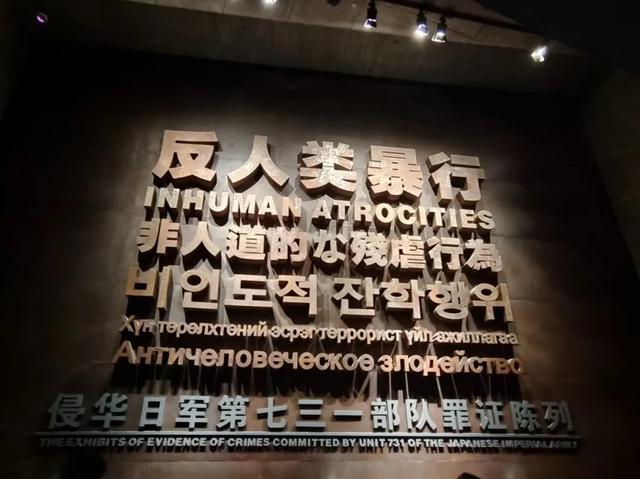 反人类暴行
INHUMAN ATROCITIES
非人道的な残虐行為
비인도적 잔학행위
Хүн төрөлхтөний эсрэг террорист үйл ажиллагаа
Античеловеческое злодейство
侵华日军第七三一部队罪证陈列
THE EXHIBITS OF EVIDENCE OF CRIMES COMMITTED BY UNIT 731 OF THE JAPANESE IMPERIAL ARMY